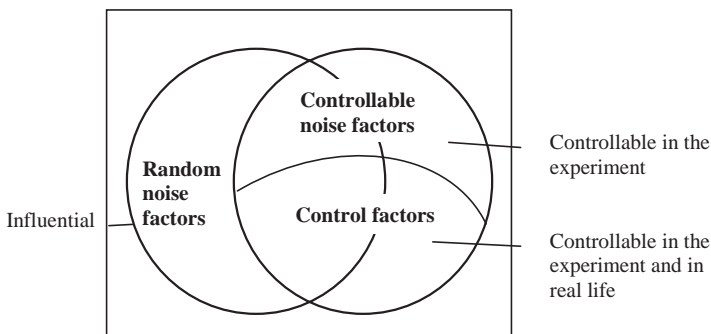 Controllable
noise factors
Random
noise
factors
Control factors
Influential
Controllable in the
experiment
Controllable in the
experiment and in
real life